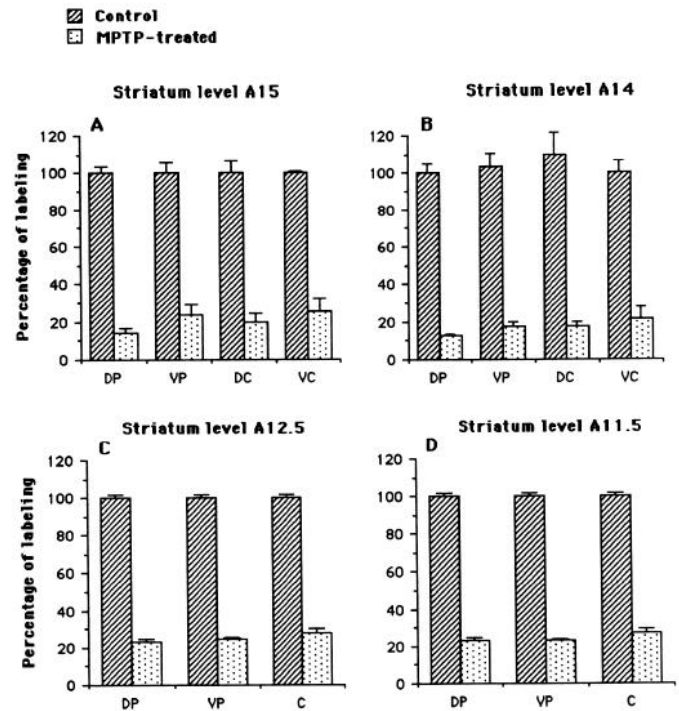 Control
MPTP-treated
Striatum level A15
Striatum level A14
A
B
Percentage of labeling
120
100
80
60
40
20
0
DP VP DC VC
120
100
80
60
40
20
0
DP VP DC VC
Striatum level A12.5
Striatum level A11.5
C
D
Percentage of labeling
120
100
80
60
40
20
0
DP VP C
120
100
80
60
40
20
0
DP VP C